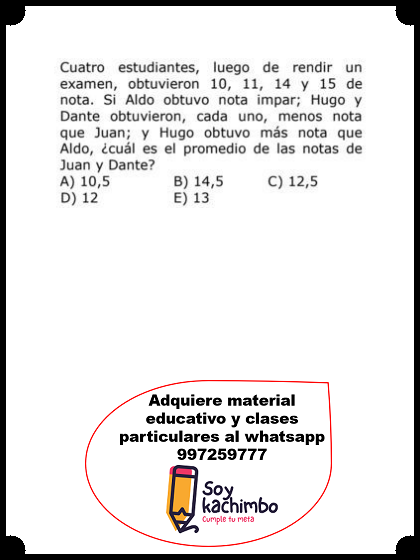 Cuatro estudiantes, luego de rendir un
examen, obtuvieron 10, 11, 14 y 15 de
nota. Si Aldo obtuvo nota impar; Hugo y
Dante obtuvieron, cada uno, menos nota
que Juan; y Hugo obtuvo más nota que
Aldo, ¿cuál es el promedio de las notas de
Juan y Dante?
A) 10,5 B) 14,5 C) 12,5
D) 12 E) 13
Adquiere material
educativo y clases
particulares al whatsapp
997259777
Soy
kachimbo
Cumple tu meta